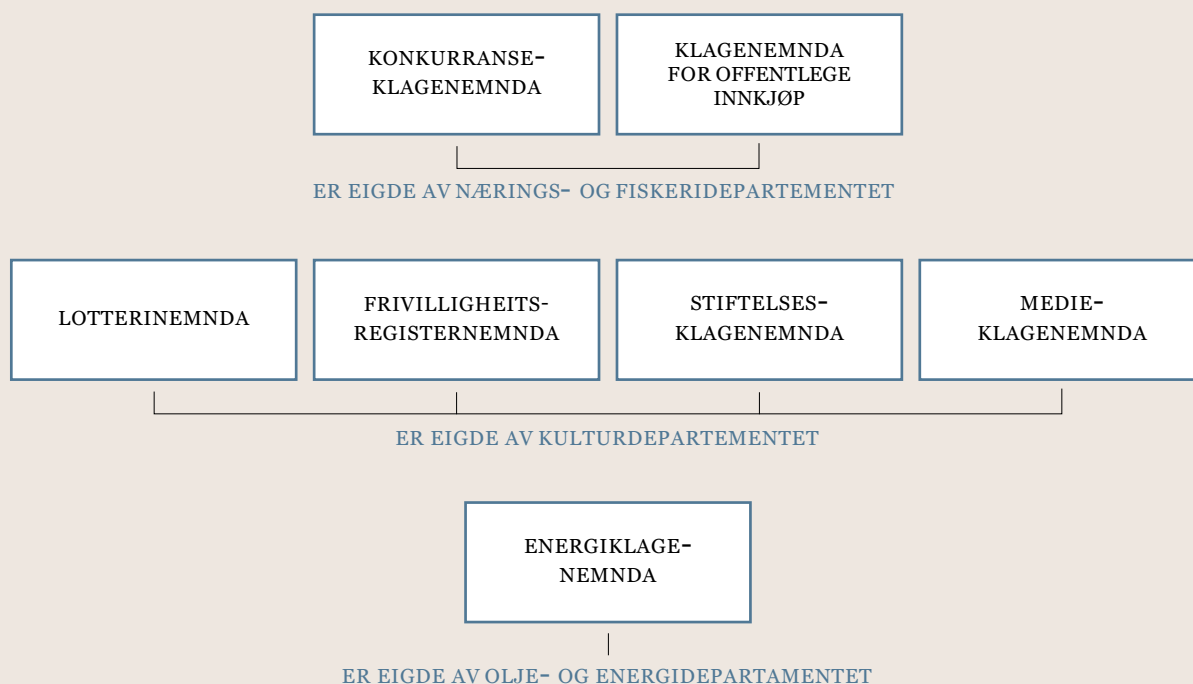 KONKURRANSE-
KLAGENEMNDA
KLAGENEMNDA
FOR OFFENTLEGE
INNKJØP
ER EIGDE AV NÆRINGS- OG FISKERIDEPARTEMENTET
LOTTERINEMNDA
FRIVILLIGHEITS-
REGISTERNEMNDA
STIFTELSES-
KLAGENEMNDA
MEDIE-
KLAGENEMNDA
ER EIGDE AV KULTURDEPARTEMENTET
ENERGIKLAGE-
NEMNDA
ER EIGDE AV OLJE- OG ENERGIDEPARTAMENTET